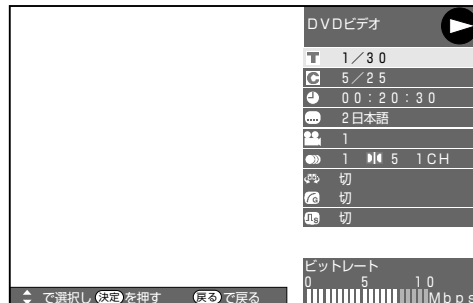 DVDビデオ
T 1/30
C 5/25
00:20:30
2日本語
1
1 5 1CH
切
G 切
S 切
ビットレート
0 5 10
Mbps
で選択し 決定 を押す 戻る で戻る